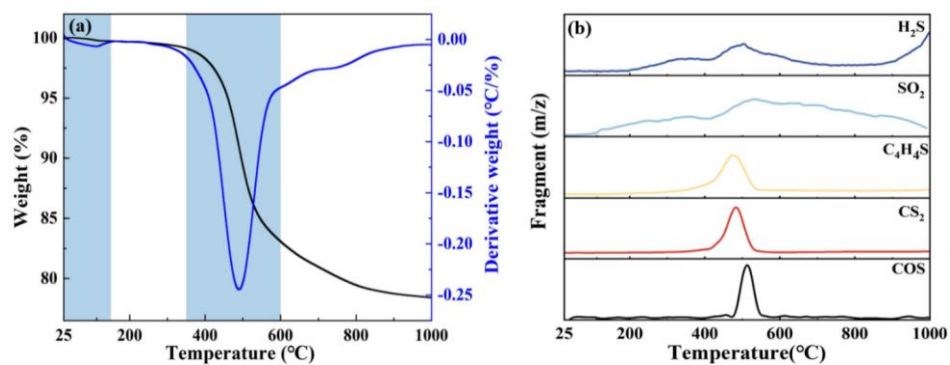 (a)
100
95
90
85
80
Weight (%)
0.00
-0.05
-0.10
-0.15
-0.20
-0.25
Derivative weight (°C/%)
25 200 400 600 800 1000
Temperature (°C)
(b)
H₂S
SO₂
C₄H₄S
CS₂
COS
Fragment (m/z)
25 200 400 600 800 1000
Temperature(°C)